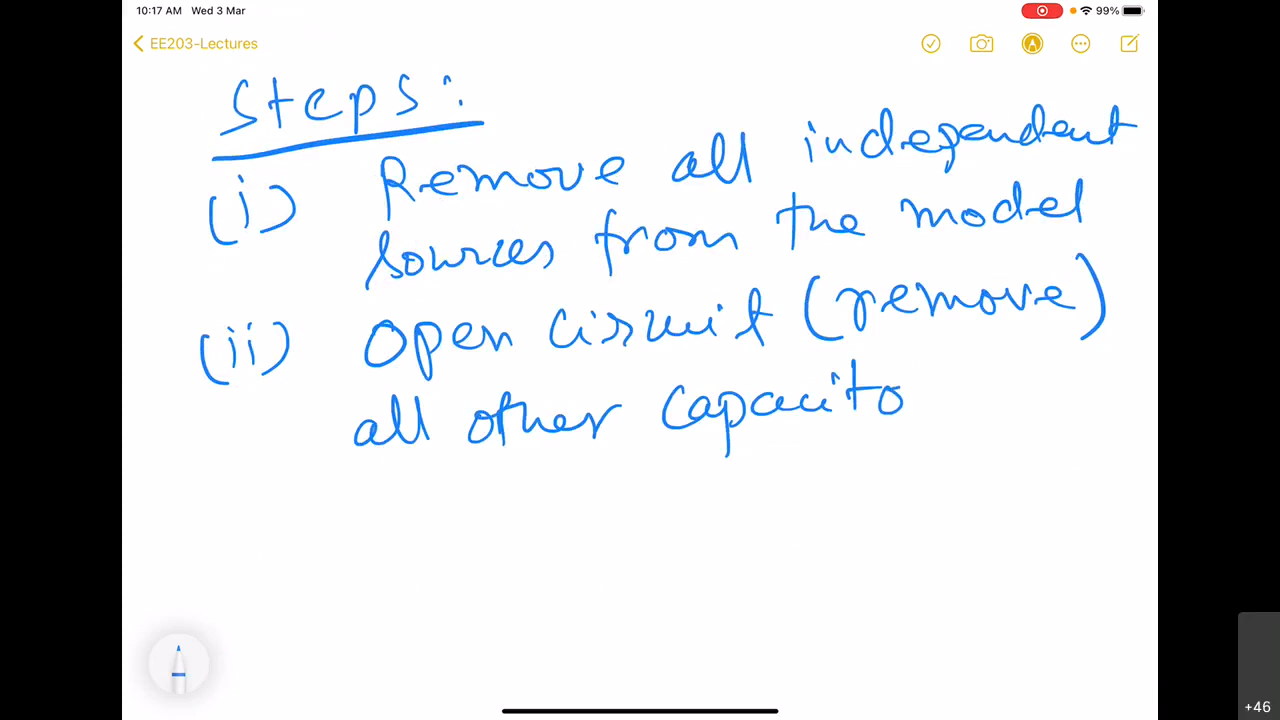 10:17 AM Wed 3 Mar
99%
EE203-Lectures
Steps:
(i) Remove all independent
sources from the model
(ii) Open circuit (remove)
all other capacito
+46